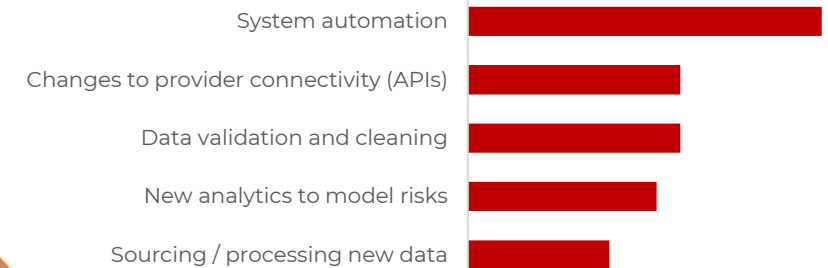 System automation
Changes to provider connectivity (APIs)
Data validation and cleaning
New analytics to model risks
Sourcing / processing new data